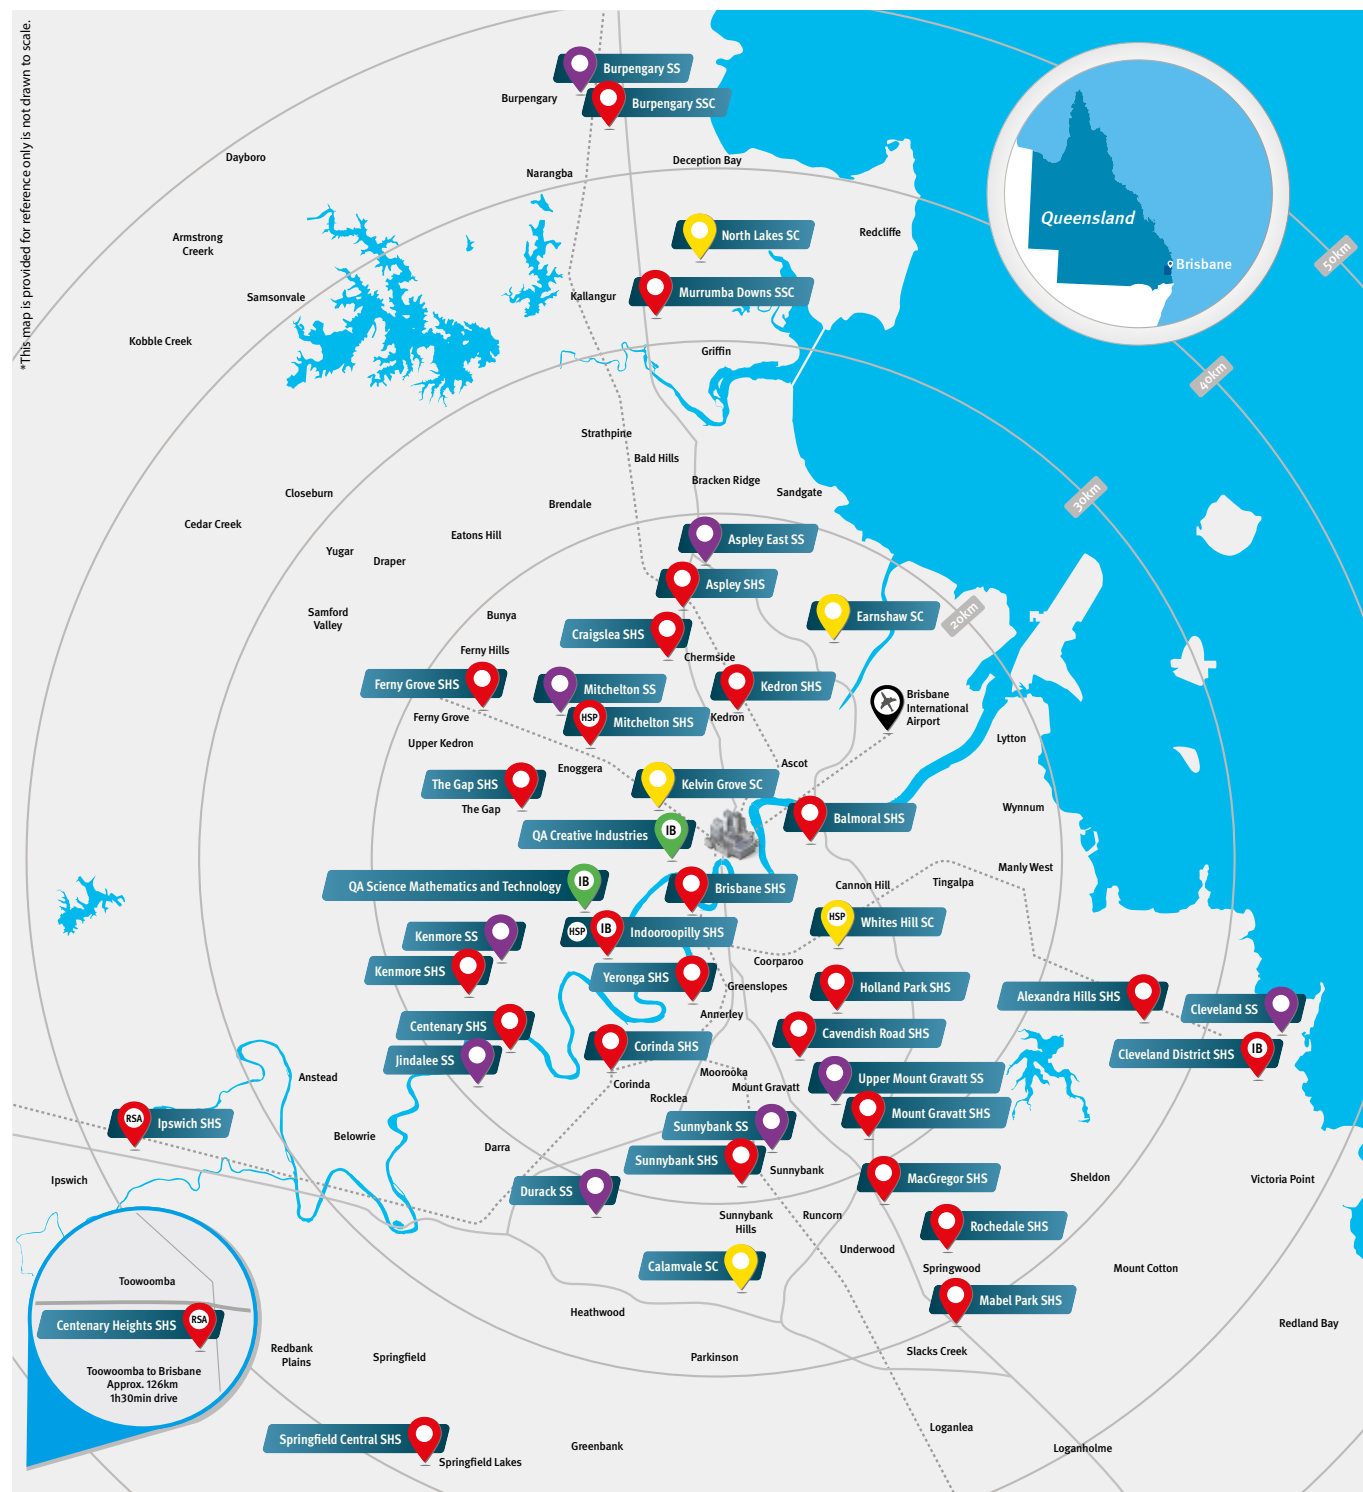 *This map is provided for reference only is not drawn to scale.
Burpengary SS
Burpengary
Burpengary SSC
Dayboro
Deception Bay
Narangba
Queensland
Brisbane
50km
North Lakes SC
Redcliffe
Armstrong
Creerk
Samsonvale
Kallangur
Murrumba Downs SSC
Kobble Creek
Griffin
40km
Strathpine
Bald Hills
Bracken Ridge
Sandgate
30km
Closeburn
Brendale
Cedar Creek
Eatons Hill
Aspley East SS
Yugar
Draper
Aspley SHS
Samford
Valley
Bunya
Earnshaw SC
20km
Craigslea SHS
Ferny Hills
Chermside
Ferny Grove SHS
Mitchelton SS
Kedron SHS
Brisbane
International
Airport
Ferny Grove
HSP
Mitchelton SHS
Kedron
Upper Kedron
Lytton
Enoggera
Ascot
The Gap SHS
Kelvin Grove SC
The Gap
Wynnum
Balmoral SHS
QA Creative Industries
IB
Manly West
QA Science Mathematics and Technology
IB
Brisbane SHS
Cannon Hill
Tingalpa
HSP
Whites Hill SC
Kenmore SS
HSP
IB
Indooroopilly SHS
Coorparoo
Kenmore SHS
Yeronga SHS
Greenslopes
Holland Park SHS
Alexandra Hills SHS
Cleveland SS
Annerley
Centenary SHS
Cavendish Road SHS
Jindalee SS
Corinda SHS
Cleveland District SHS
IB
Anstead
Corinda
Moorooka
Mount Gravatt
Upper Mount Gravatt SS
Rocklea
Mount Gravatt SHS
RSA
Ipswich SHS
Belowrie
Sunnybank SS
Darra
Sunnybank SHS
Sunnybank
Ipswich
MacGregor SHS
Sheldon
Victoria Point
Durack SS
Sunnybank
Hills
Runcorn
Rochedale SHS
Underwood
Calamvale SC
Springwood
Mount Cotton
Toowoomba
Mabel Park SHS
Heathwood
Centenary Heights SHS
RSA
Redland Bay
Redbank
Plains
Springfield
Parkinson
Slacks Creek
Toowoomba to Brisbane
Approx. 126km
1h30min drive
Loganlea
Springfield Central SHS
Greenbank
Loganholme
Springfield Lakes